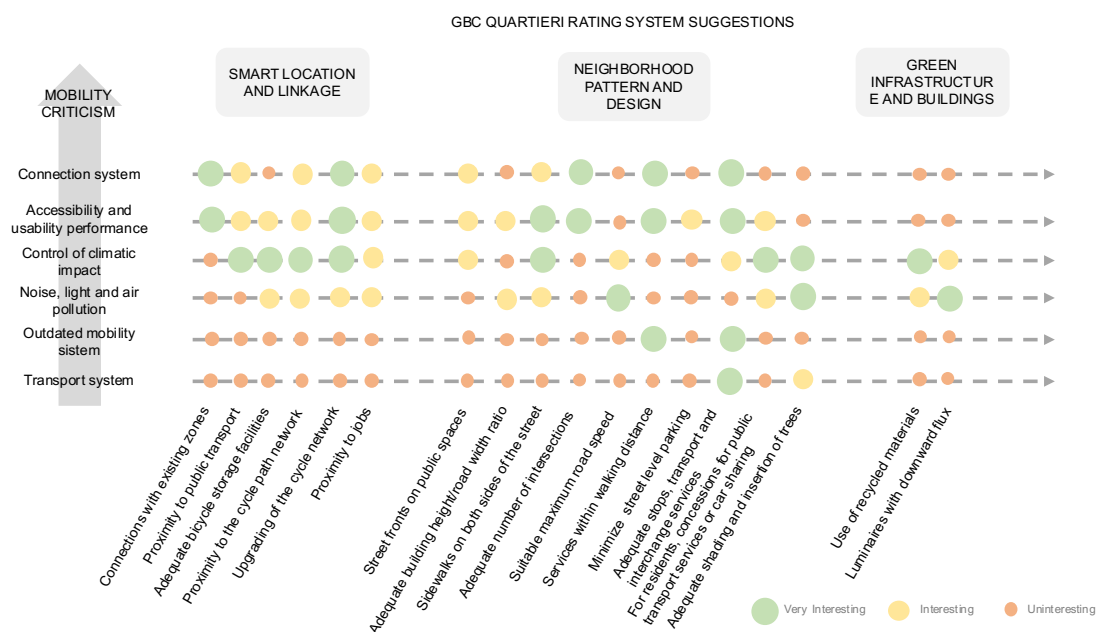 GBC QUARTIERI RATING SYSTEM SUGGESTIONS
SMART LOCATION
AND LINKAGE
NEIGHBORHOOD
PATTERN AND
DESIGN
GREEN
INFRASTRUCTUR
E AND BUILDINGS
MOBILITY
CRITICISM
Connection system
Accessibility and
usability performance
Control of climatic
impact
Noise, light and air
pollution
Outdated mobility
sistem
Transport system
Connections with existing zones
Proximity to public transport
Adequate bicycle storage facilities
Proximity to the cycle path network
Upgrading of the cycle network
Proximity to jobs
Street fronts on public spaces
Adequate building height/road width ratio
Sidewalks on both sides of the street
Adequate number of intersections
Suitable maximum road speed
Services within walking distance
Minimize street level parking
Adequate stops, transport and
interchange services
For residents, concessions for public
transport services or car sharing
Adequate shading and insertion of trees
Use of recycled materials
Luminaires with downward flux
Very Interesting
Interesting
Uninteresting